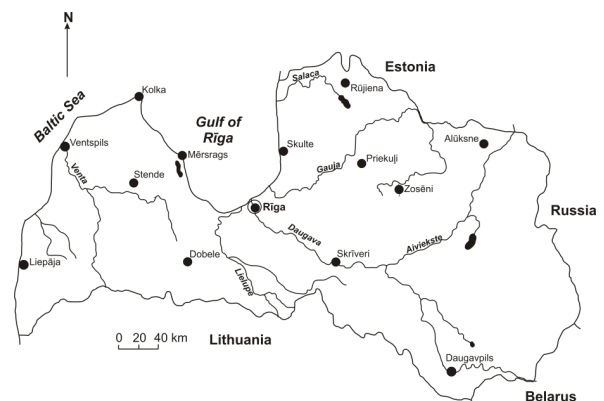 N
Baltic Sea
Kolka
Gulf of
Rīga
Ventspils
Venta
Stende
Mērsrags
Salaca
Rūjiena
Estonia
Skulte
Gauja
Priekuļi
Alūksne
Zosēni
Rīga
Daugava
Skrīveri
Aiviekste
Russia
Liepāja
Dobele
Lielupe
0 20 40 km
Lithuania
Daugavpils
Belarus